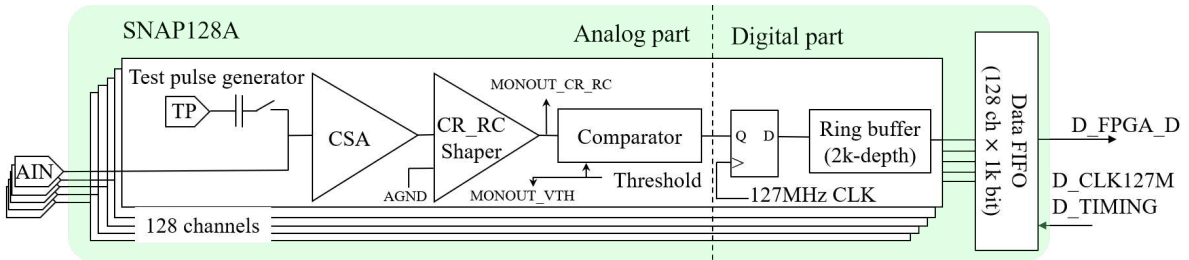 SNAP128A
Analog part
Digital part
Test pulse generator
TP
MONOUT_CR_RC
CSA
CR_RC
Shaper
Comparator
Q D
Ring buffer
(2k-depth)
Data FIFO
(128 ch × 1k bit)
D_FPGA_D
AIN
AGND
MONOUT_VTH
Threshold
127MHz CLK
D_CLK127M
D_TIMING
128 channels